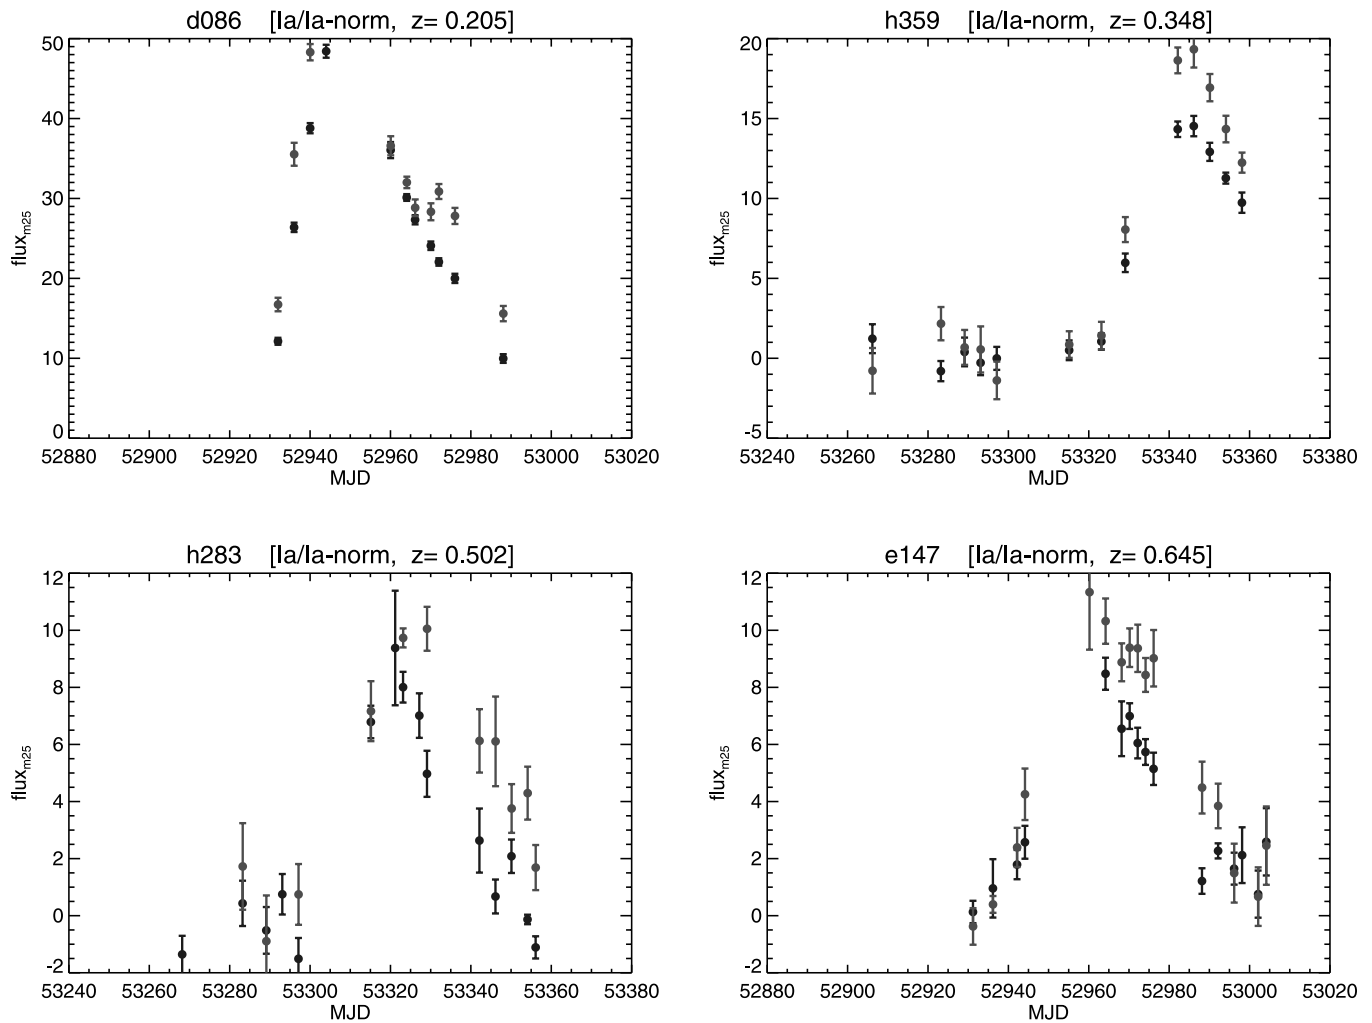 d086 [Ia/Ia-norm, z= 0.205]
50
40
30
20
10
0
flux_m25
52880 52900 52920 52940 52960 52980 53000 53020
MJD
h359 [Ia/Ia-norm, z= 0.348]
20
15
10
5
0
-5
flux_m25
53240 53260 53280 53300 53320 53340 53360 53380
MJD
h283 [Ia/Ia-norm, z= 0.502]
12
10
8
6
4
2
0
-2
flux_m25
53240 53260 53280 53300 53320 53340 53360 53380
MJD
e147 [Ia/Ia-norm, z= 0.645]
12
10
8
6
4
2
0
-2
flux_m25
52880 52900 52920 52940 52960 52980 53000 53020
MJD